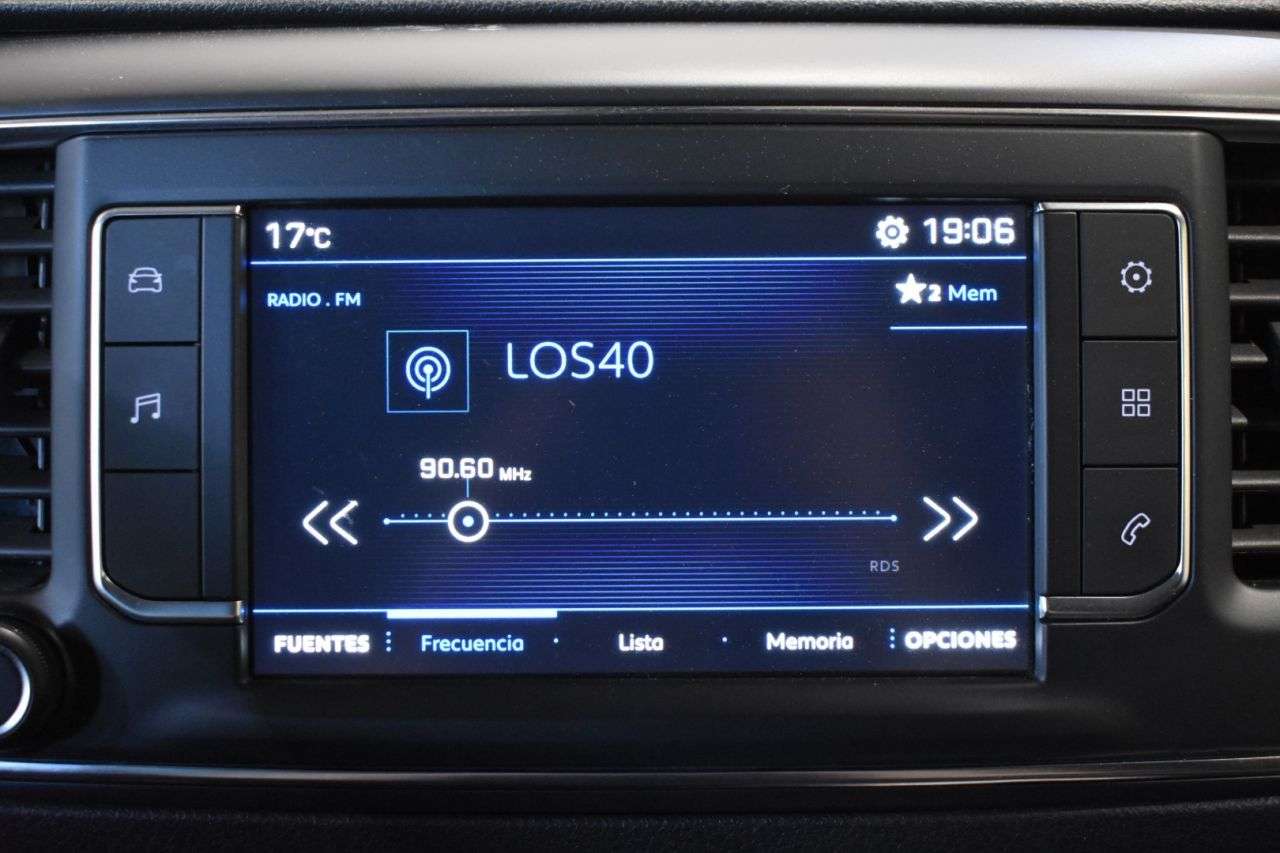 17°C 19:06
RADIO . FM ★2 Mem
LOS40
90.60 MHz
RDS
FUENTES Frecuencia Lista Memoria OPCIONES